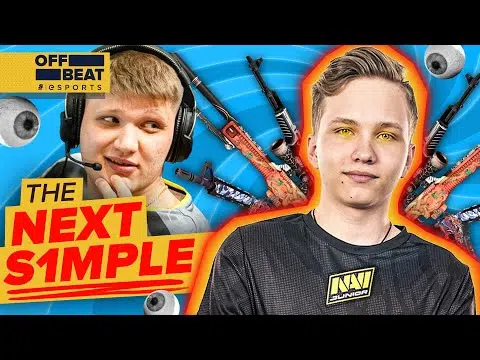 OFF
BEAT
#esports
THE
NEXT
S1MPLE
NAVI
JUNIOR